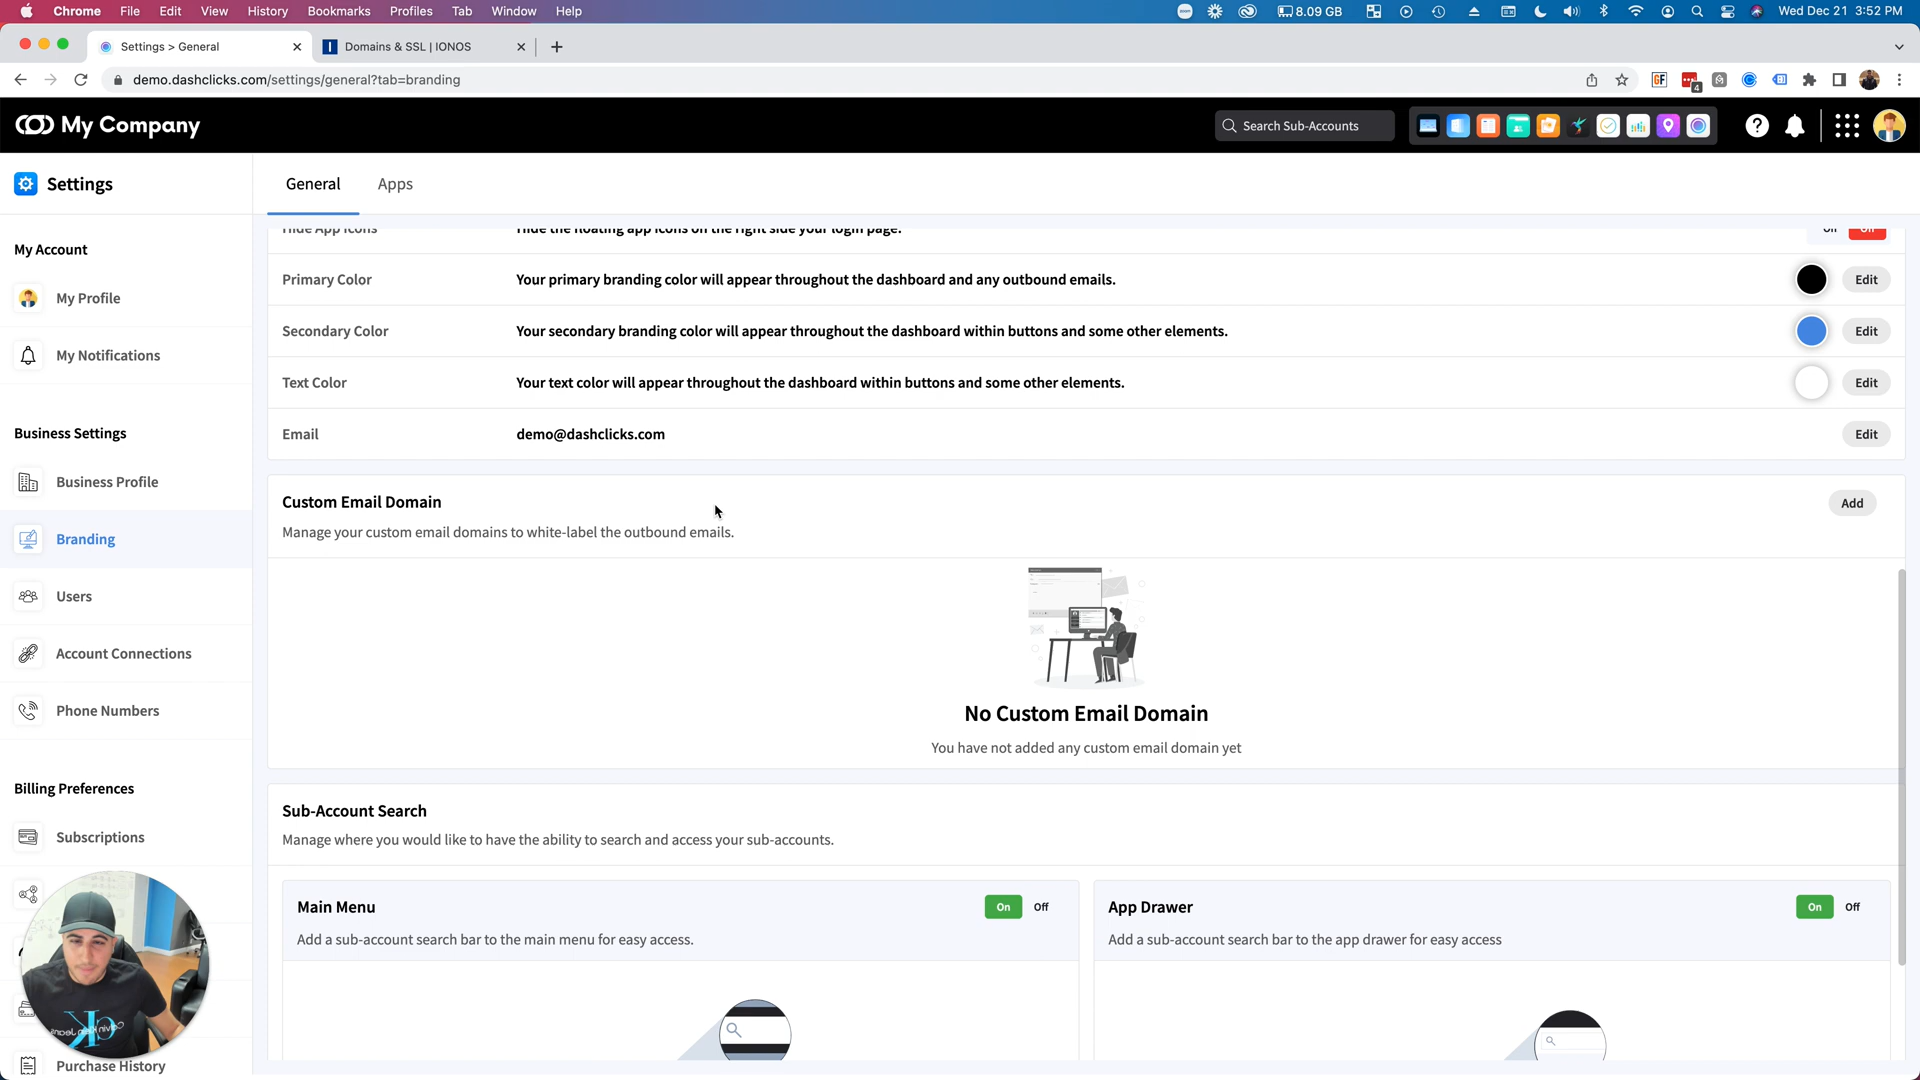 Chrome File Edit View History Bookmarks Profiles Tab Window Help 8.09 GB Wed Dec 21 3:52 PM
Settings > General Domains & SSL | IONOS
demo.dashclicks.com/settings/general?tab=branding 4
My Company Search Sub-Accounts
Settings
General Apps
My Account
My Profile
My Notifications
Business Settings
Business Profile
Branding
Users
Account Connections
Phone Numbers
Billing Preferences
Subscriptions
Purchase History
Hide App Icons Hide the floating app icons on the right side your login page.
Primary Color Your primary branding color will appear throughout the dashboard and any outbound emails. Edit
Secondary Color Your secondary branding color will appear throughout the dashboard within buttons and some other elements. Edit
Text Color Your text color will appear throughout the dashboard within buttons and some other elements. Edit
Email demo@dashclicks.com Edit
Custom Email Domain Add
Manage your custom email domains to white-label the outbound emails.
No Custom Email Domain
You have not added any custom email domain yet
Sub-Account Search
Manage where you would like to have the ability to search and access your sub-accounts.
Main Menu On Off
Add a sub-account search bar to the main menu for easy access.
App Drawer On Off
Add a sub-account search bar to the app drawer for easy access